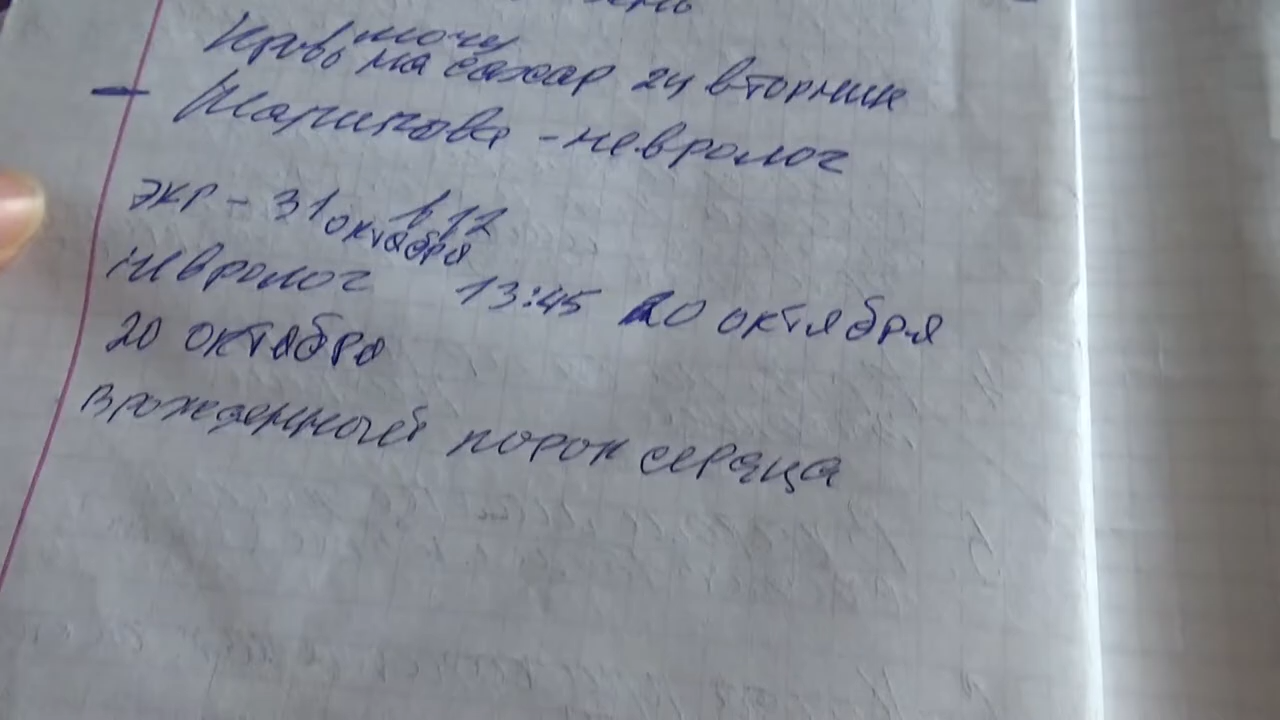 мочу
Кровь на сахар 24 вторник
Шарипова - невролог
ЭКГ - 31 октября в 12
невролог 13:45 20 октября
20 октября
Врожденный порок сердца